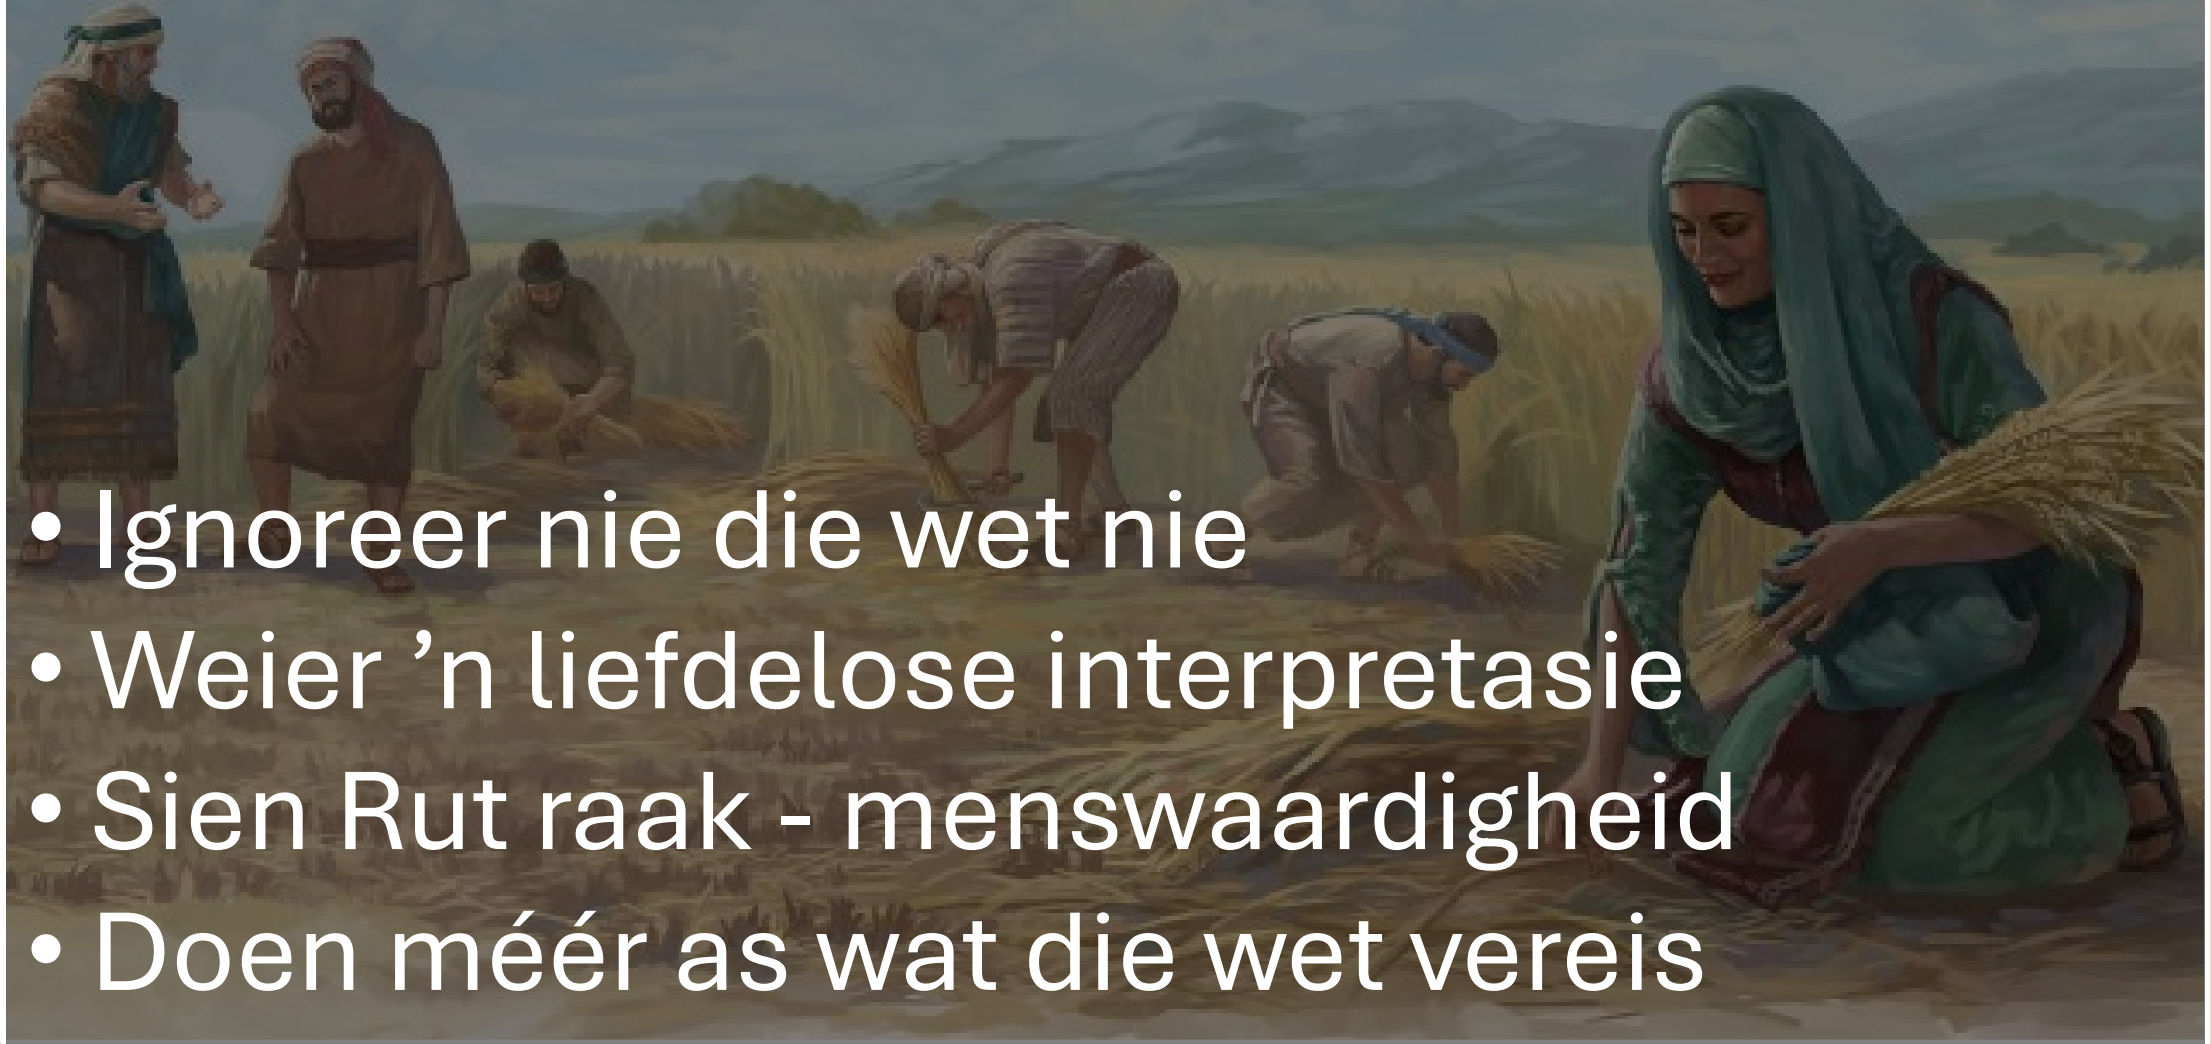 • Ignoreer nie die wet nie
• Weier ’n liefdelose interpretasie
• Sien Rut raak - menswaardigheid
• Doen méér as wat die wet vereis